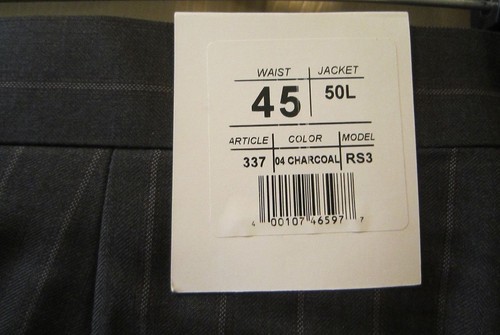 WAIST JACKET
45 50L
ARTICLE COLOR MODEL
337 04 CHARCOAL RS3
4 00107 46597 7